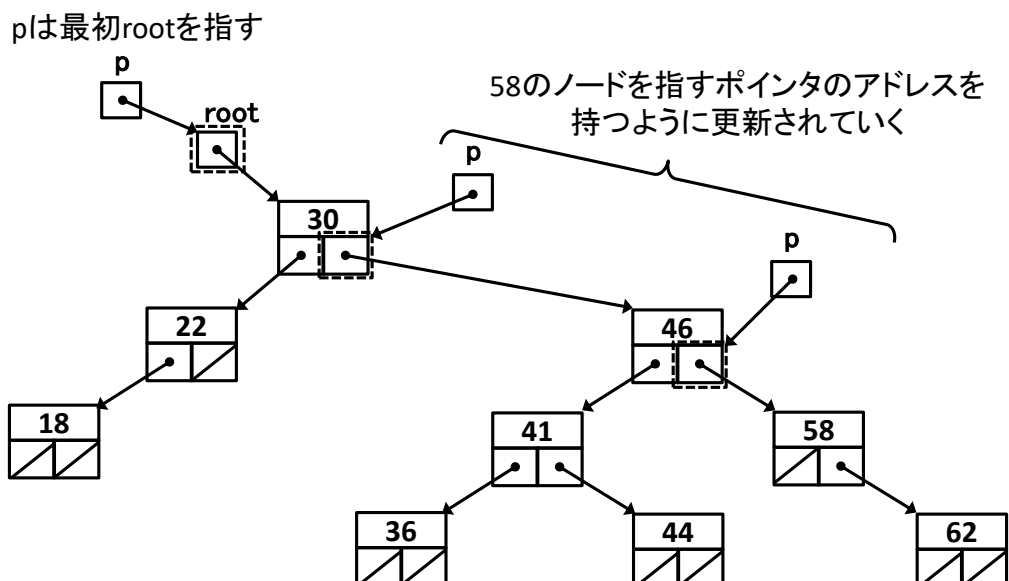 pは最初rootを指す
p
root
58のノードを指すポインタのアドレスを
持つように更新されていく
p
p
30
22
46
18
41
58
36
44
62